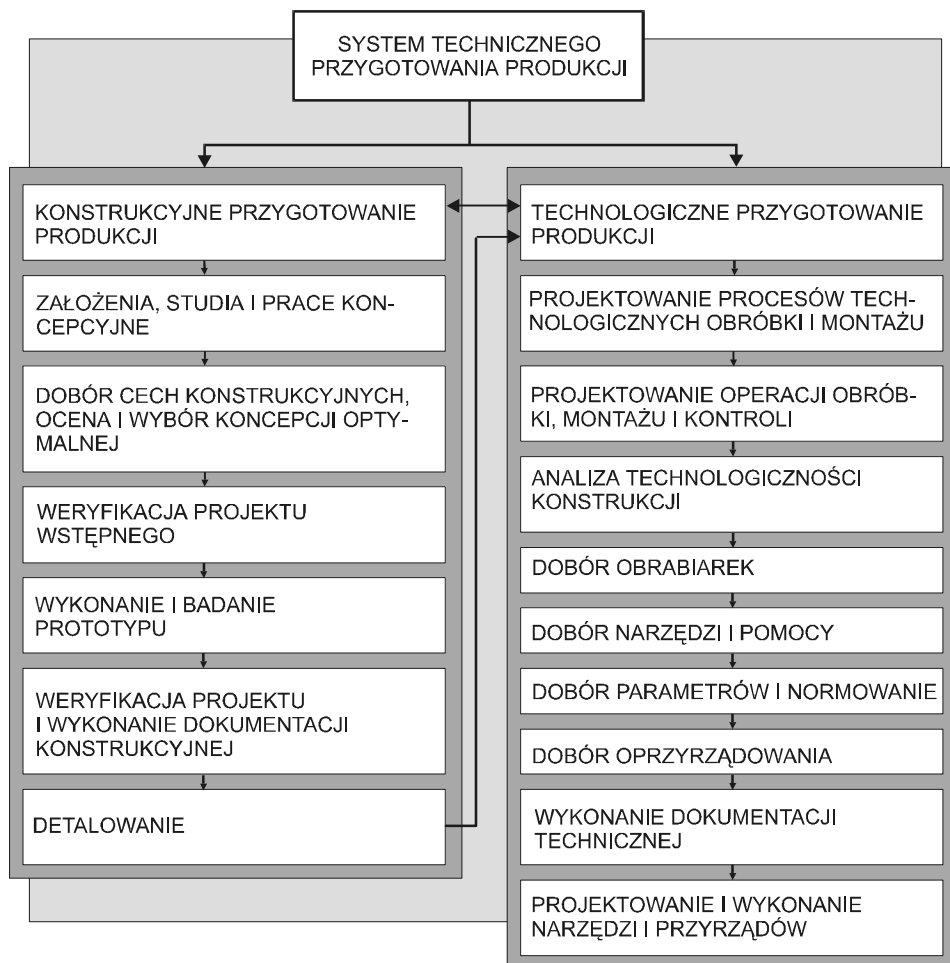 SYSTEM TECHNICZNEGO
PRZYGOTOWANIA PRODUKCJI
KONSTRUKCYJNE PRZYGOTOWANIE
PRODUKCJI
ZAŁOŻENIA, STUDIA I PRACE KON-
CEPCYJNE
DOBÓR CECH KONSTRUKCYJNYCH,
OCENA I WYBÓR KONCEPCJI OPTY-
MALNEJ
WERYFIKACJA PROJEKTU
WSTĘPNEGO
WYKONANIE I BADANIE
PROTOTYPU
WERYFIKACJA PROJEKTU
I WYKONANIE DOKUMENTACJI
KONSTRUKCYJNEJ
DETALOWANIE
TECHNOLOGICZNE PRZYGOTOWANIE
PRODUKCJI
PROJEKTOWANIE PROCESÓW TECH-
NOLOGICZNYCH OBRÓBKI I MONTAŻU
PROJEKTOWANIE OPERACJI OBRÓB-
KI, MONTAŻU I KONTROLI
ANALIZA TECHNOLOGICZNOŚCI
KONSTRUKCJI
DOBÓR OBRABIAREK
DOBÓR NARZĘDZI I POMOCY
DOBÓR PARAMETRÓW I NORMOWANIE
DOBÓR OPRZYRZĄDOWANIA
WYKONANIE DOKUMENTACJI
TECHNICZNEJ
PROJEKTOWANIE I WYKONANIE
NARZĘDZI I PRZYRZĄDÓW